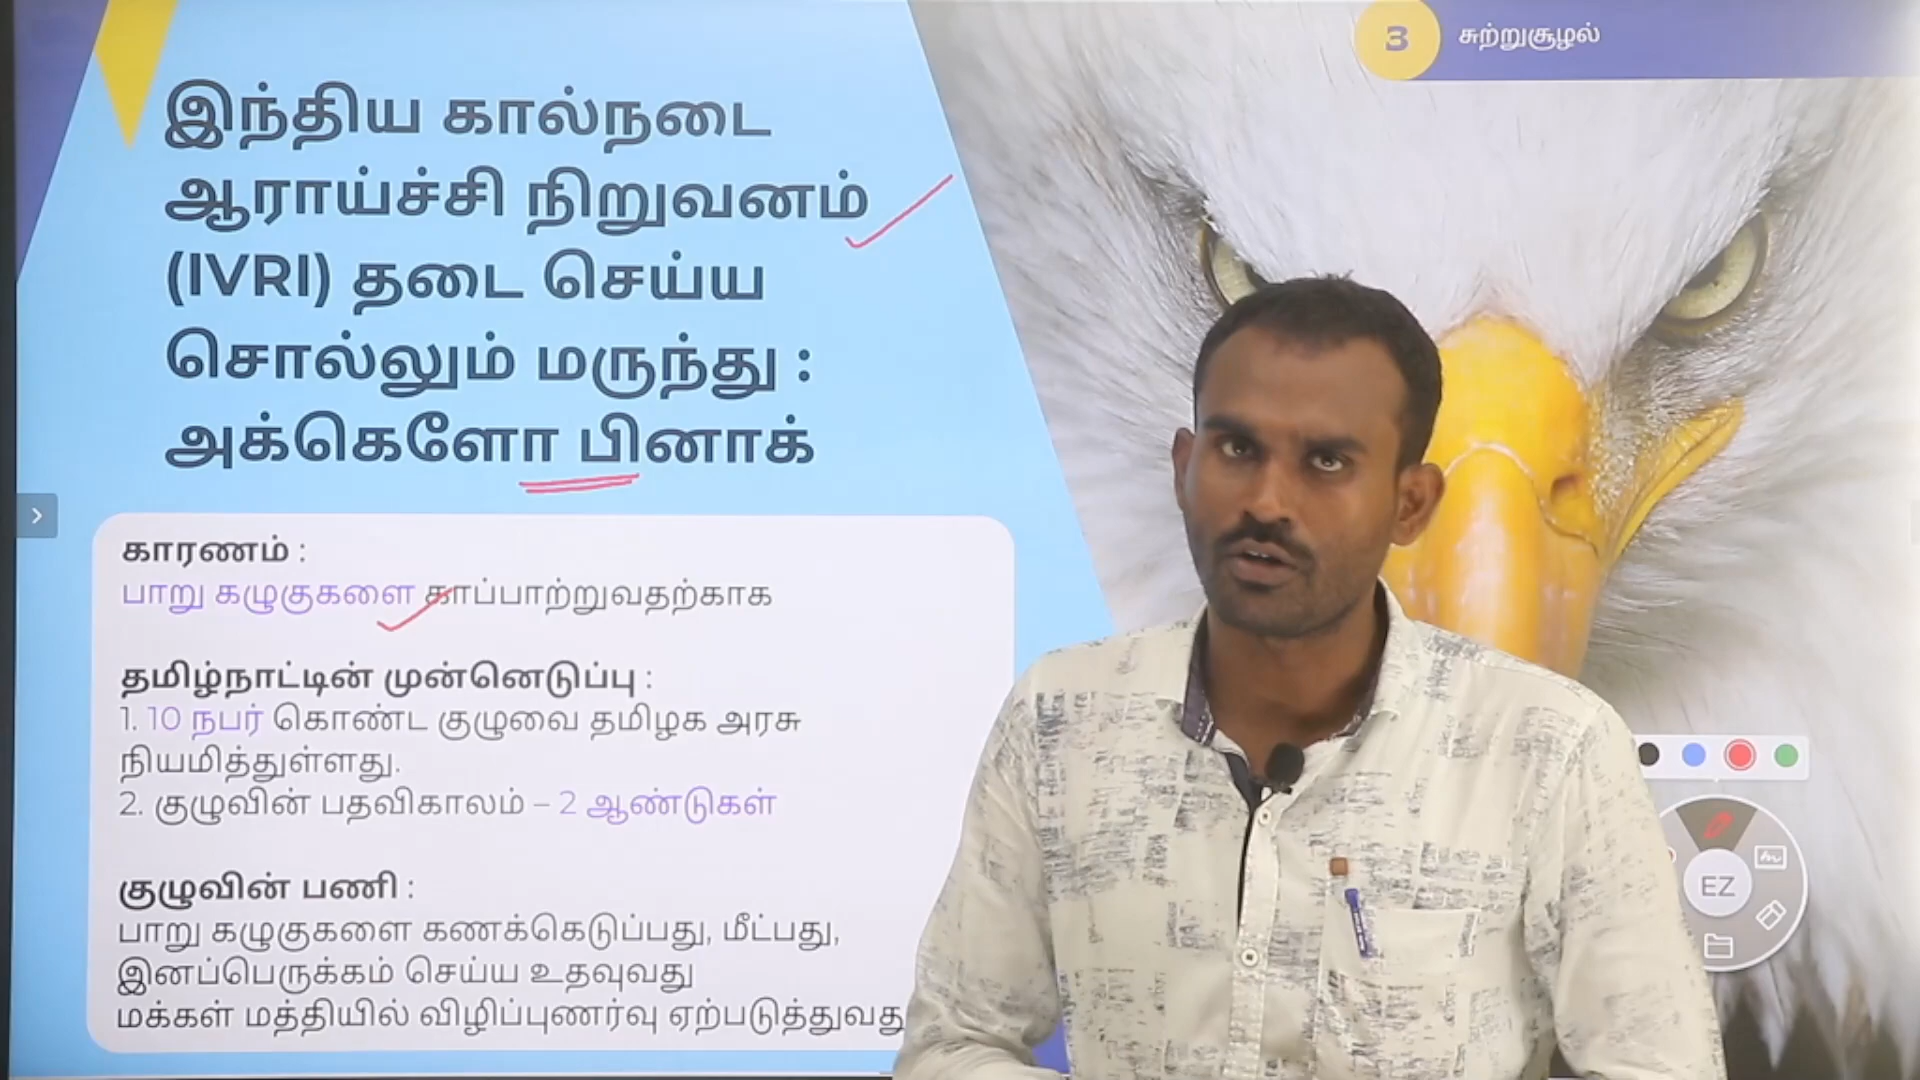 3 சுற்றுசூழல்
இந்திய கால்நடை
ஆராய்ச்சி நிறுவனம்
(IVRI) தடை செய்ய
சொல்லும் மருந்து :
அக்கெளோ பினாக்
காரணம் :
பாறு கழுகுகளை காப்பாற்றுவதற்காக
தமிழ்நாட்டின் முன்னெடுப்பு :
1. 10 நபர் கொண்ட குழுவை தமிழக அரசு
நியமித்துள்ளது.
2. குழுவின் பதவிகாலம் – 2 ஆண்டுகள்
குழுவின் பணி :
பாறு கழுகுகளை கணக்கெடுப்பது, மீட்பது,
இனப்பெருக்கம் செய்ய உதவுவது
மக்கள் மத்தியில் விழிப்புணர்வு ஏற்படுத்துவது
EZ